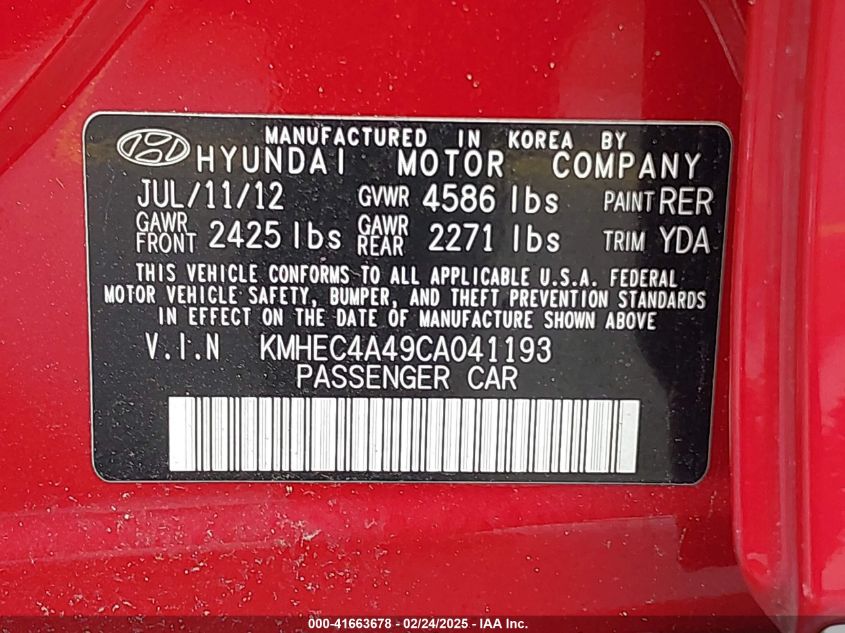 MANUFACTURED IN KOREA BY
HYUNDAI MOTOR COMPANY
JUL/11/12 GVWR 4586 lbs PAINT RER
GAWR FRONT 2425 lbs GAWR REAR 2271 lbs TRIM YDA
THIS VEHICLE CONFORMS TO ALL APPLICABLE U.S.A. FEDERAL
MOTOR VEHICLE SAFETY, BUMPER, AND THEFT PREVENTION STANDARDS
IN EFFECT ON THE DATE OF MANUFACTURE SHOWN ABOVE
V.I.N KMHEC4A49CA041193
PASSENGER CAR
000-41663678 - 02/24/2025 - IAA Inc.